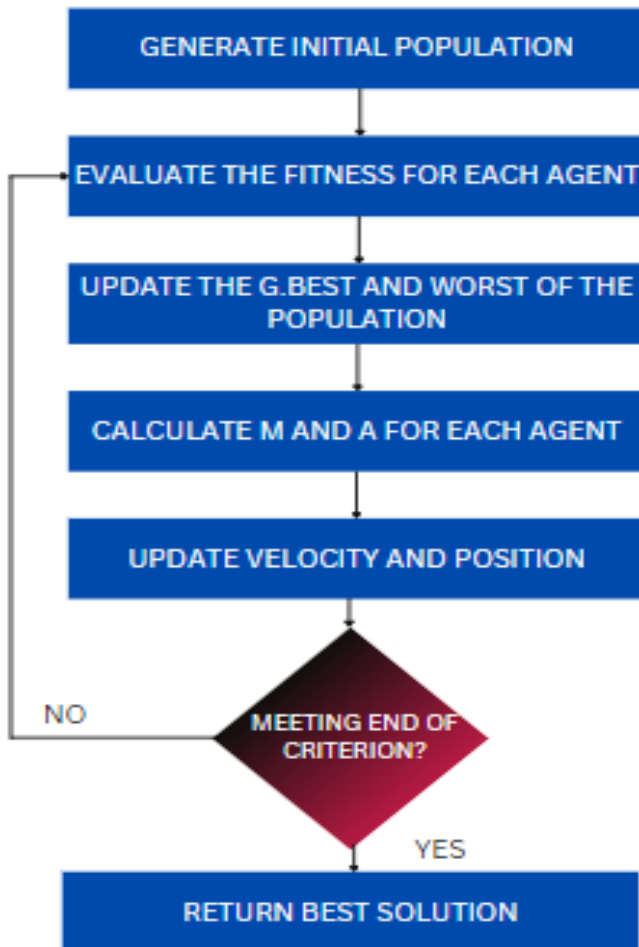 GENERATE INITIAL POPULATION
EVALUATE THE FITNESS FOR EACH AGENT
UPDATE THE G.BEST AND WORST OF THE
POPULATION
CALCULATE M AND A FOR EACH AGENT
UPDATE VELOCITY AND POSITION
MEETING END OF
CRITERION?
NO
YES
RETURN BEST SOLUTION